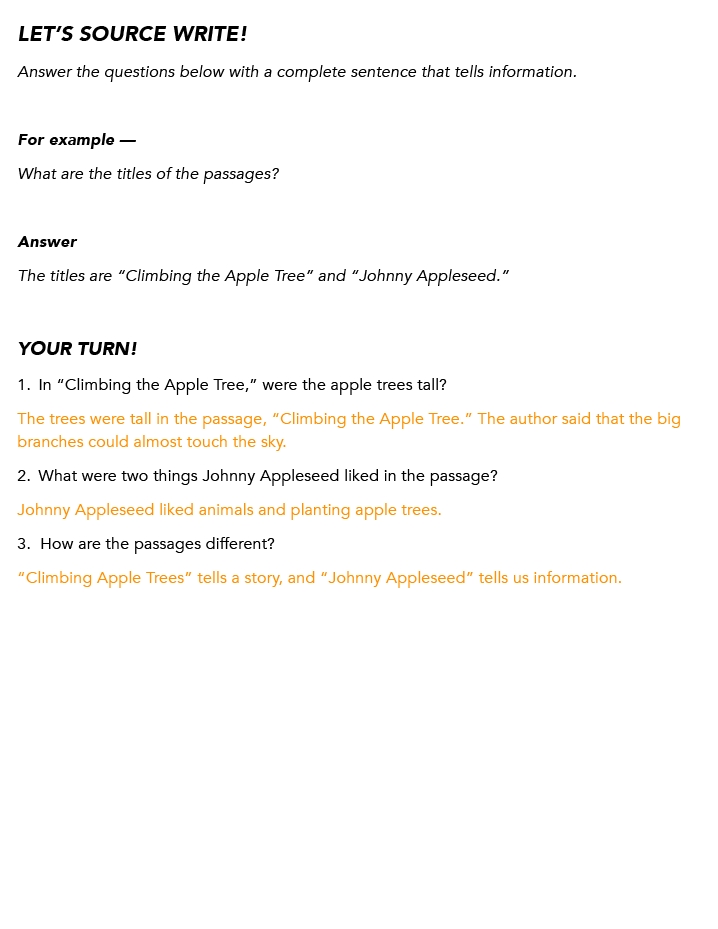 LET’S SOURCE WRITE!
Answer the questions below with a complete sentence that tells information.
For example —
What are the titles of the passages?
Answer
The titles are “Climbing the Apple Tree” and “Johnny Appleseed.”
YOUR TURN!
1. In “Climbing the Apple Tree,” were the apple trees tall?
The trees were tall in the passage, “Climbing the Apple Tree.” The author said that the big
branches could almost touch the sky.
2. What were two things Johnny Appleseed liked in the passage?
Johnny Appleseed liked animals and planting apple trees.
3. How are the passages different?
“Climbing Apple Trees” tells a story, and “Johnny Appleseed” tells us information.